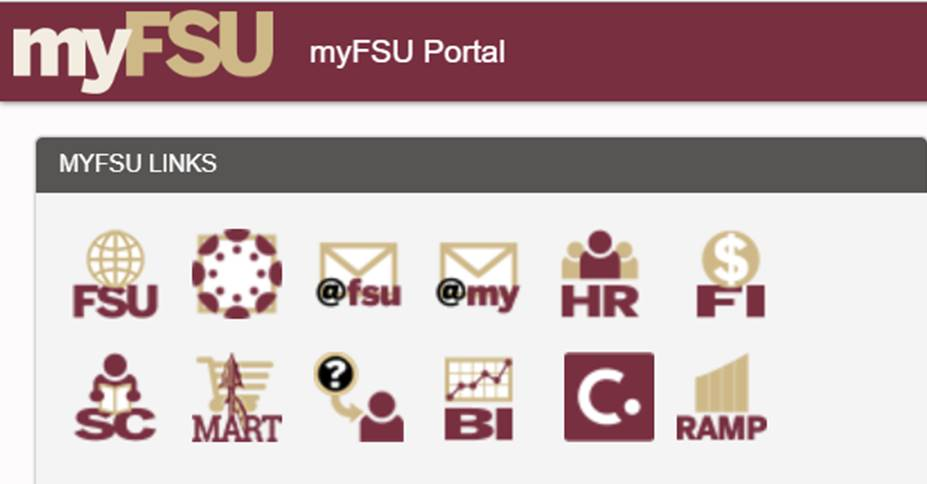 myFSU myFSU Portal
MYFSU LINKS
FSU @fsu @my HR FI
SC MART ? BI C. RAMP